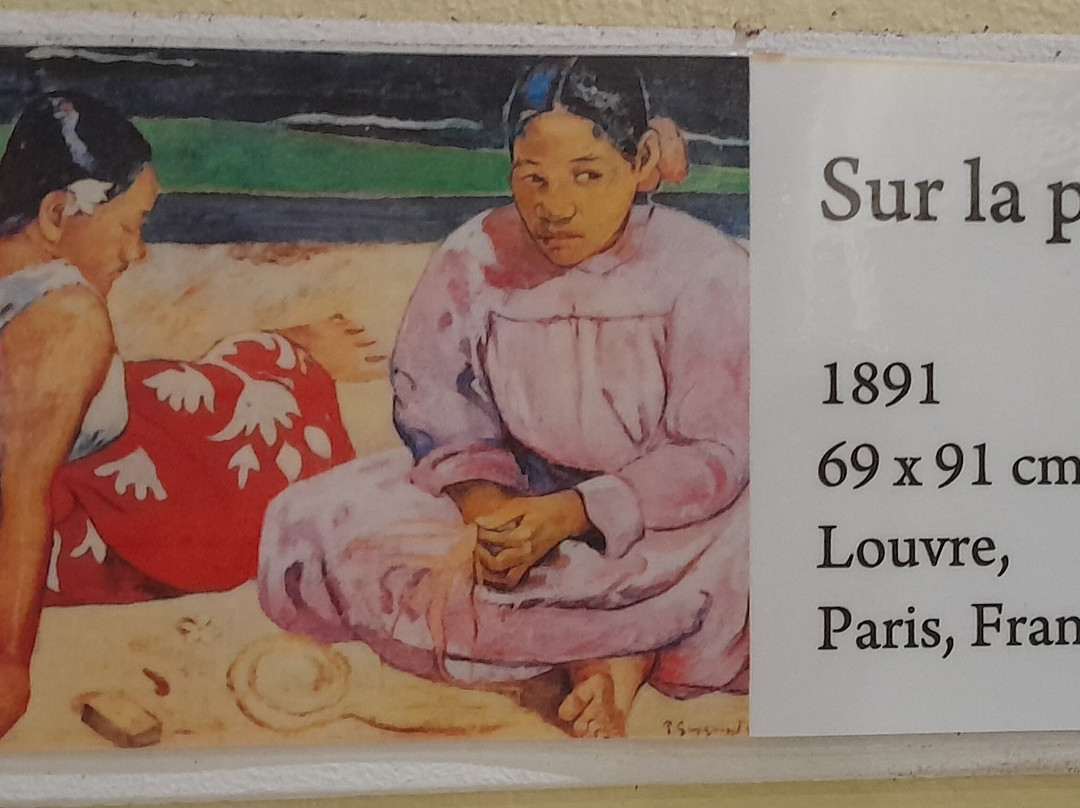 Sur la p
1891
69 x 91 cm
Louvre,
Paris, Fran